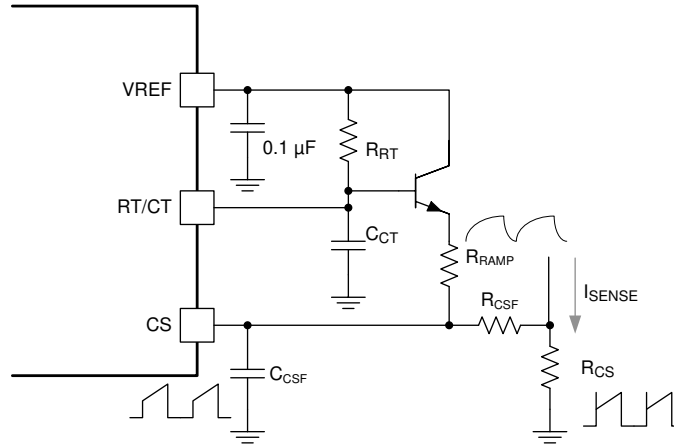 VREF
0.1 µF
RRT
RT/CT
CCT
RRAMP
ISENSE
RCSF
CS
CCSF
RCS